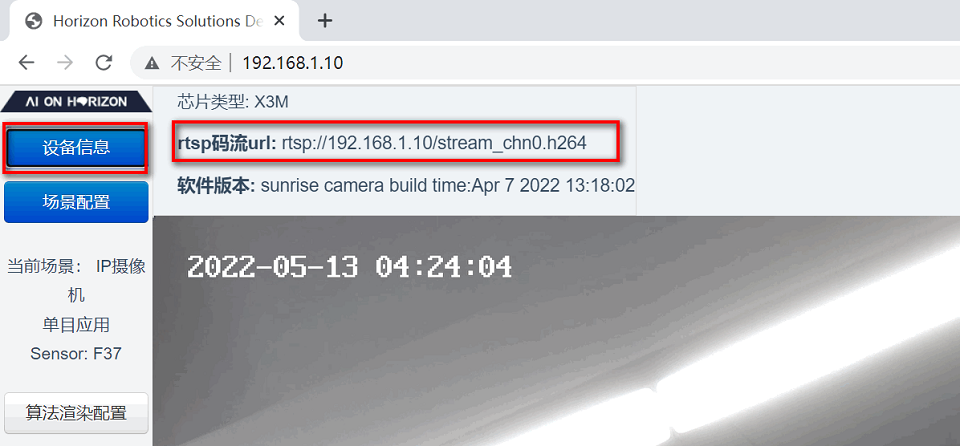 Horizon Robotics Solutions De
不安全 | 192.168.1.10
AI ON HORIZON
设备信息
场景配置
当前场景： IP摄像
机
单目应用
Sensor: F37
算法渲染配置
芯片类型: X3M
rtsp码流url: rtsp://192.168.1.10/stream_chn0.h264
软件版本: sunrise camera build time:Apr 7 2022 13:18:02
2022-05-13 04:24:04